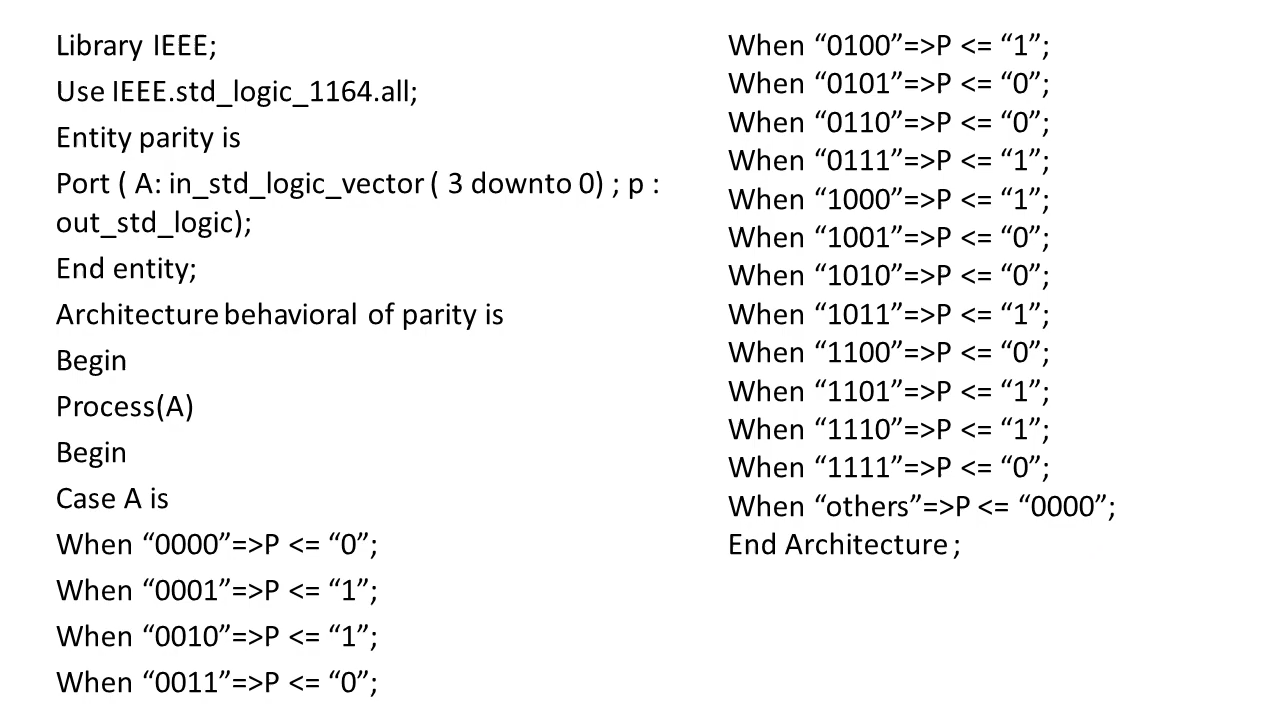 Library IEEE;
Use IEEE.std_logic_1164.all;
Entity parity is
Port ( A: in_std_logic_vector ( 3 downto 0) ; p :
out_std_logic);
End entity;
Architecture behavioral of parity is
Begin
Process(A)
Begin
Case A is
When “0000”=>P <= “0”;
When “0001”=>P <= “1”;
When “0010”=>P <= “1”;
When “0011”=>P <= “0”;
When “0100”=>P <= “1”;
When “0101”=>P <= “0”;
When “0110”=>P <= “0”;
When “0111”=>P <= “1”;
When “1000”=>P <= “1”;
When “1001”=>P <= “0”;
When “1010”=>P <= “0”;
When “1011”=>P <= “1”;
When “1100”=>P <= “0”;
When “1101”=>P <= “1”;
When “1110”=>P <= “1”;
When “1111”=>P <= “0”;
When “others”=>P <= “0000”;
End Architecture ;